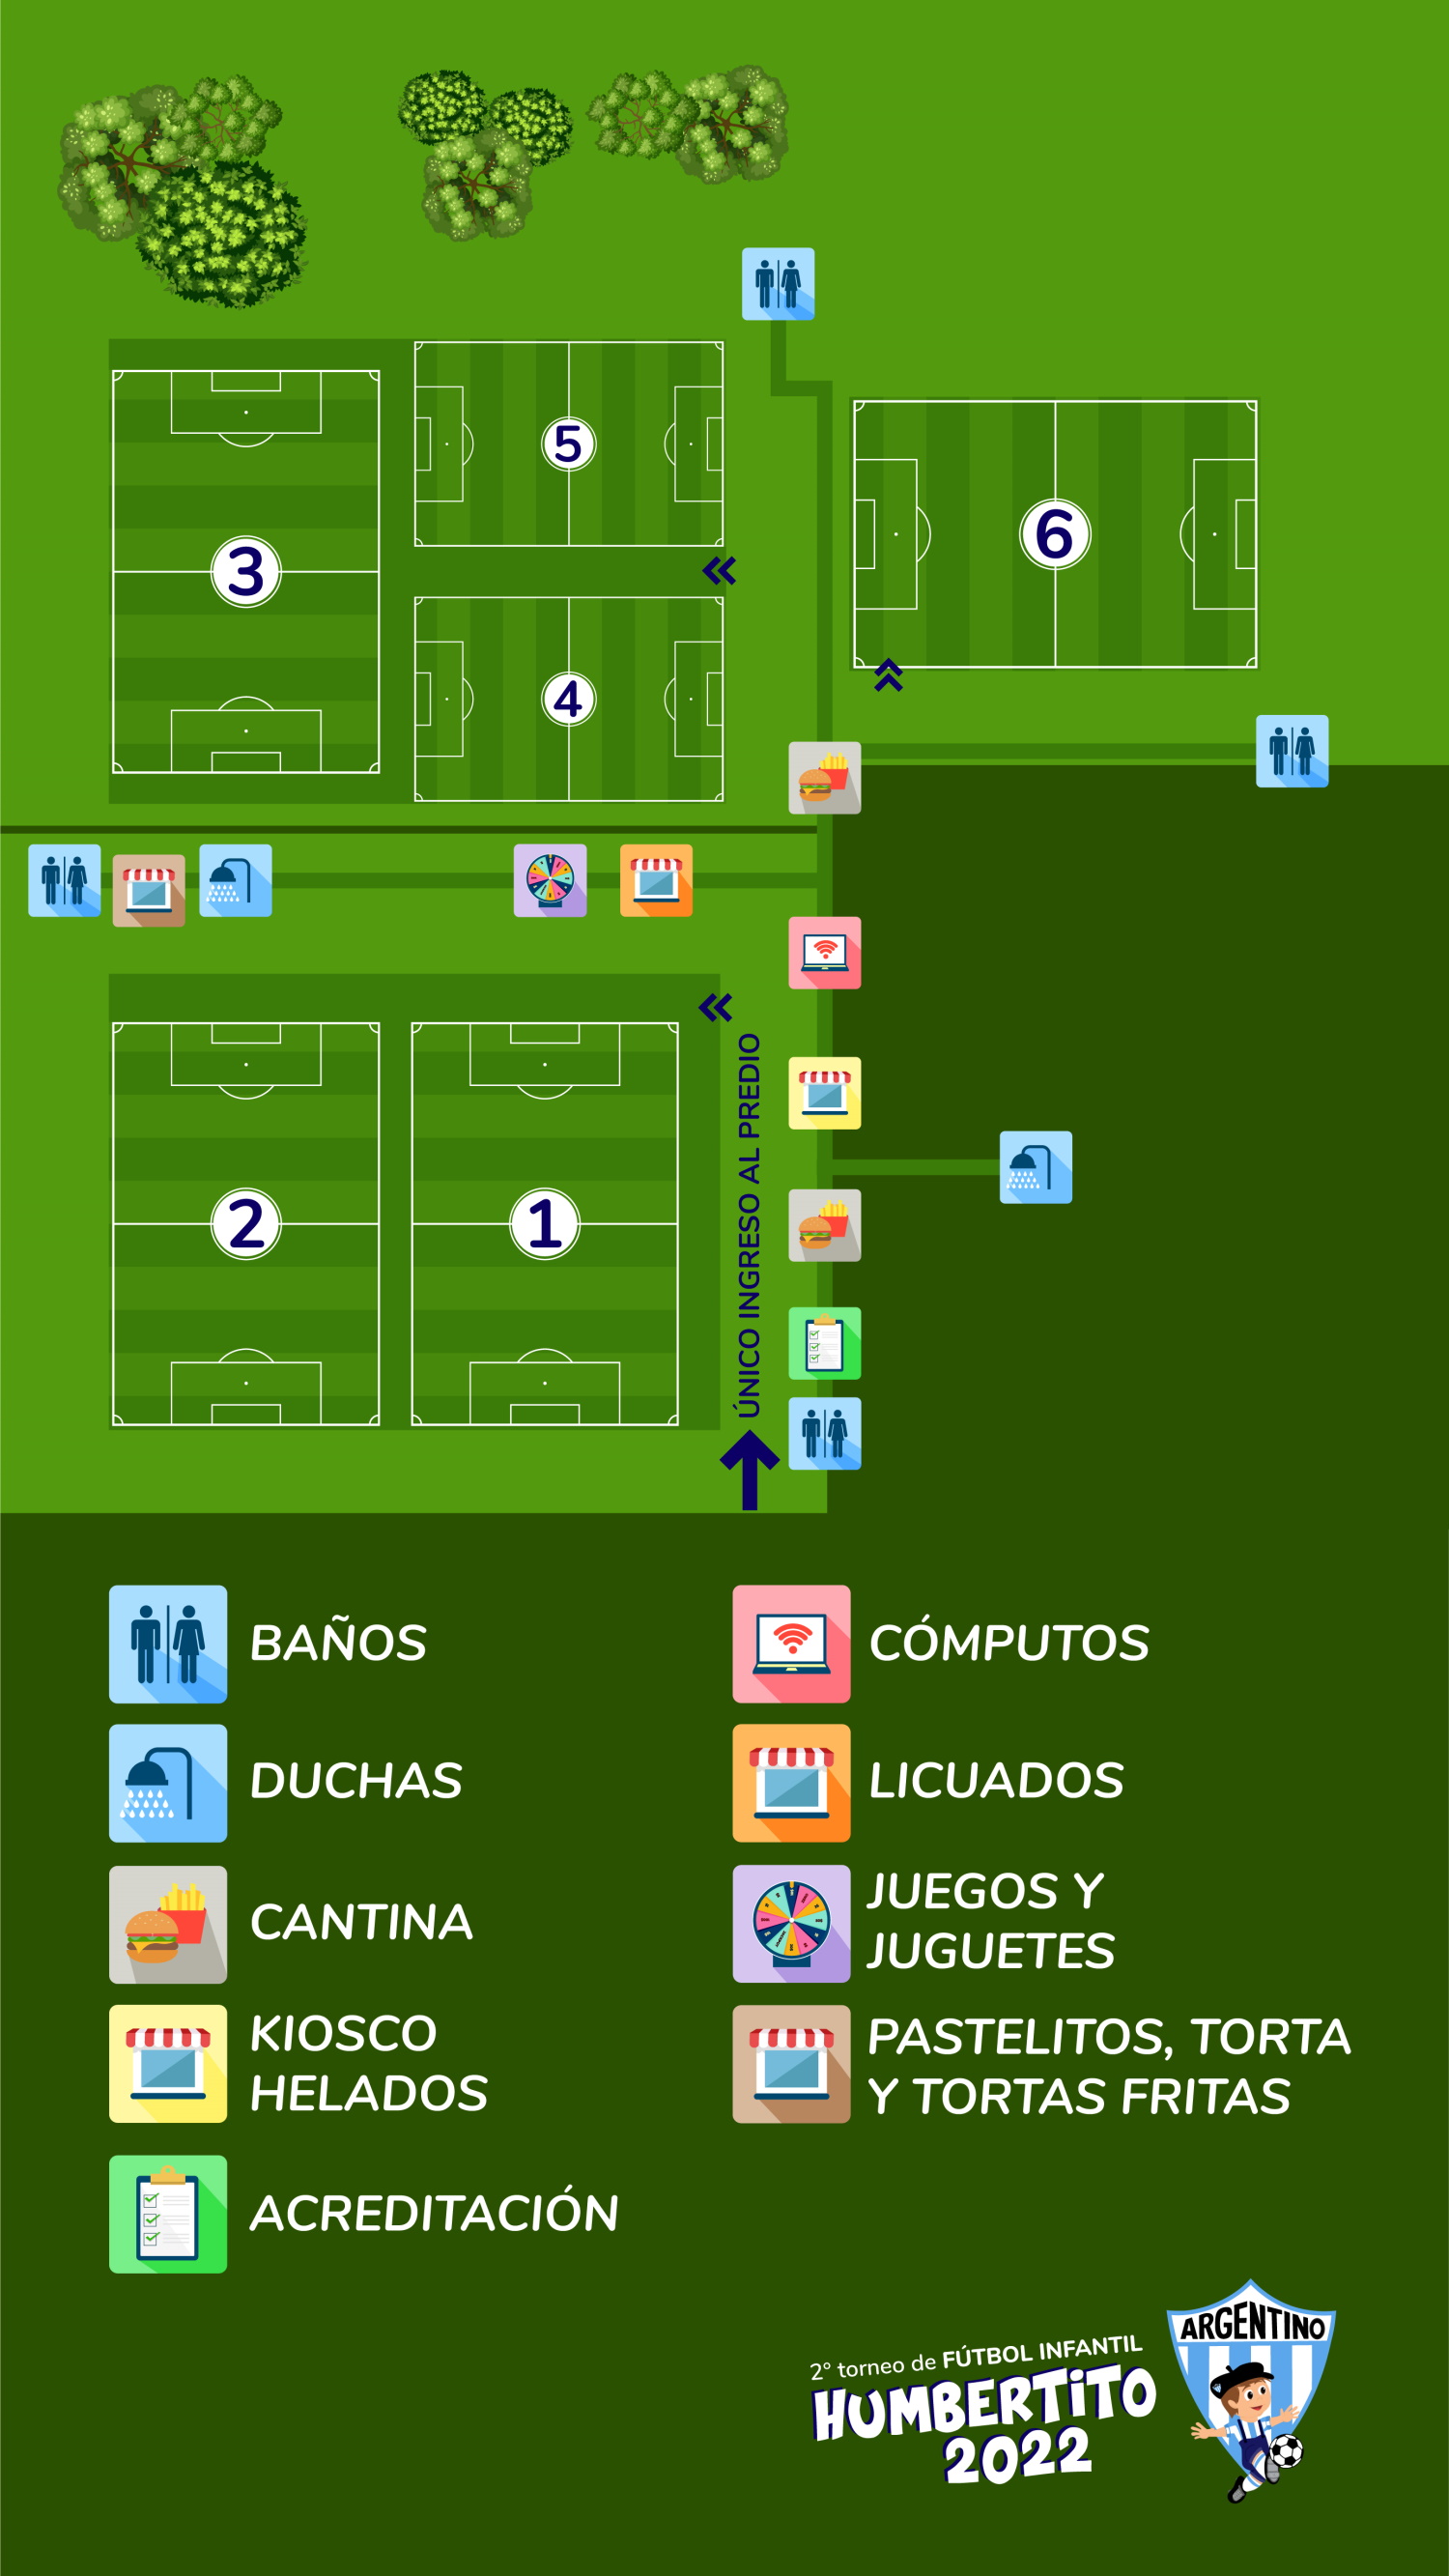 5
3
6
4
ÚNICO INGRESO AL PREDIO
2
1
BAÑOS
CÓMPUTOS
DUCHAS
LICUADOS
CANTINA
JUEGOS Y
JUGUETES
KIOSCO
HELADOS
PASTELITOS, TORTA
Y TORTAS FRITAS
ACREDITACIÓN
ARGENTINO
2° torneo de FÚTBOL INFANTIL
HUMBERTiTO
2022